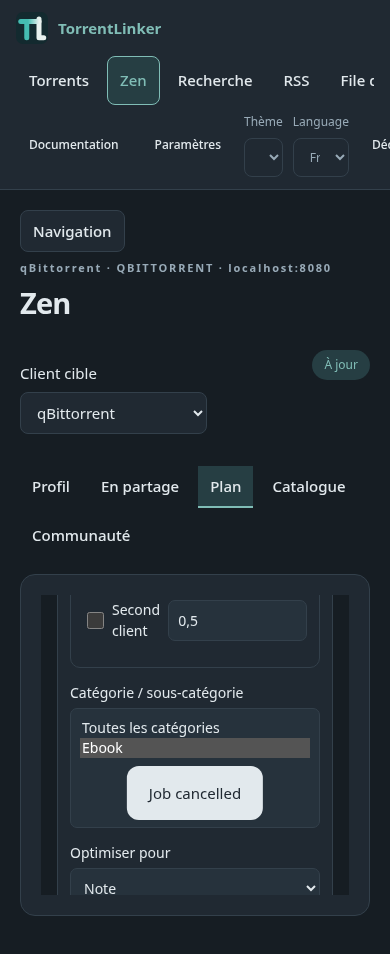 TL TorrentLinker
Torrents Zen Recherche RSS File d
Thème Language
Documentation Paramètres Fr Déc
Navigation
qBittorrent · QBITTORRENT · localhost:8080
Zen
À jour
Client cible
qBittorrent
Profil En partage Plan Catalogue
Communauté
Second
client
0,5
Catégorie / sous-catégorie
Toutes les catégories
Ebook
Job cancelled
Optimiser pour
Note